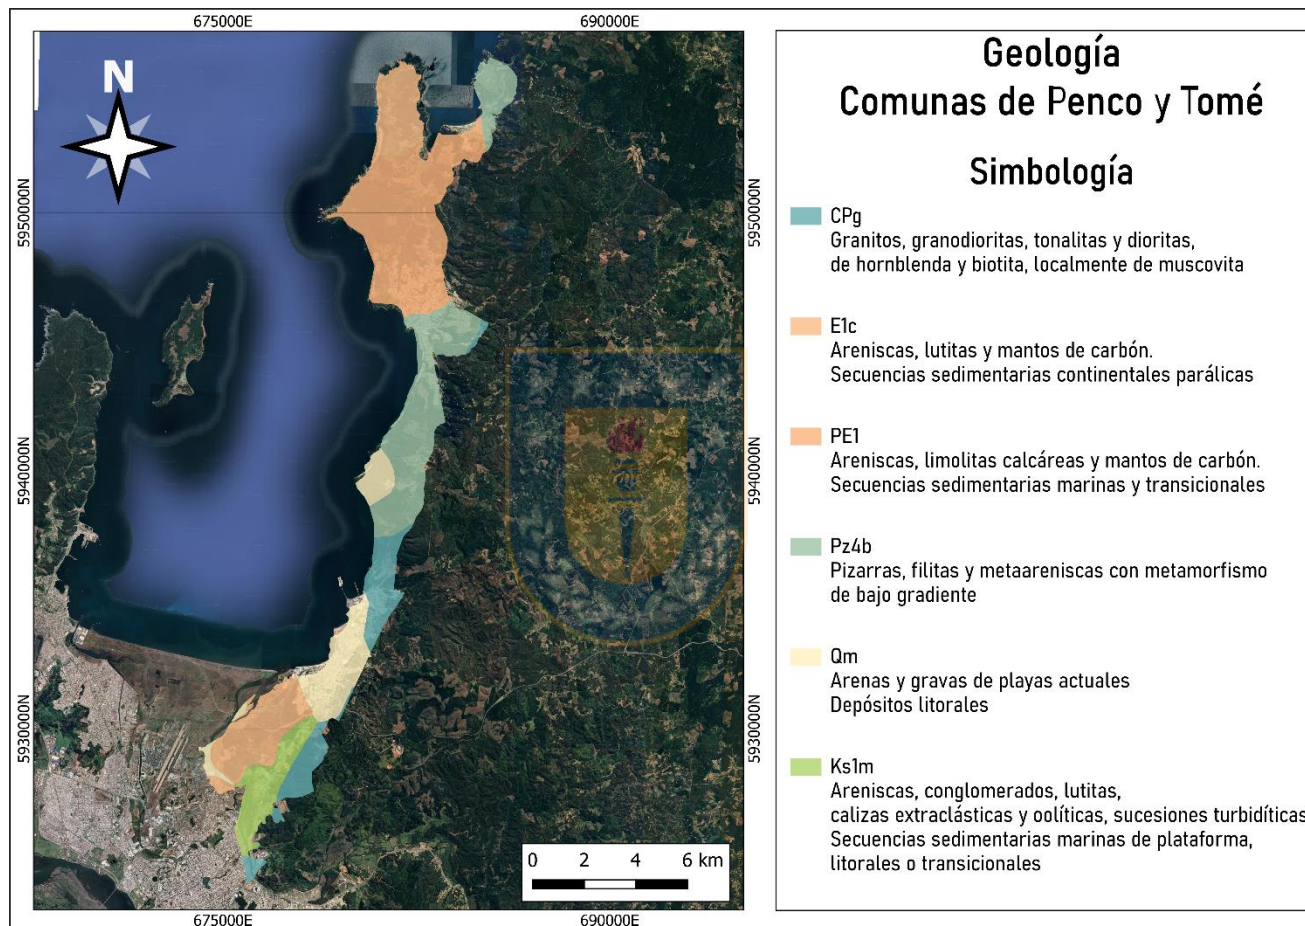 675000E
690000E
N
5950000N
5950000N
5940000N
5940000N
5930000N
5930000N
0 2 4 6 km
675000E
690000E
Geología
Comunas de Penco y Tomé
Simbología
CPg
Granitos, granodioritas, tonalitas y dioritas,
de hornblenda y biotita, localmente de muscovita
E1c
Areniscas, lutitas y mantos de carbón.
Secuencias sedimentarias continentales parálicas
PE1
Areniscas, limolitas calcáreas y mantos de carbón.
Secuencias sedimentarias marinas y transicionales
Pz4b
Pizarras, filitas y metaareniscas con metamorfismo
de bajo gradiente
Qm
Arenas y gravas de playas actuales
Depósitos litorales
Ks1m
Areniscas, conglomerados, lutitas,
calizas extraclásticas y oolíticas, sucesiones turbidíticas
Secuencias sedimentarias marinas de plataforma,
litorales o transicionales